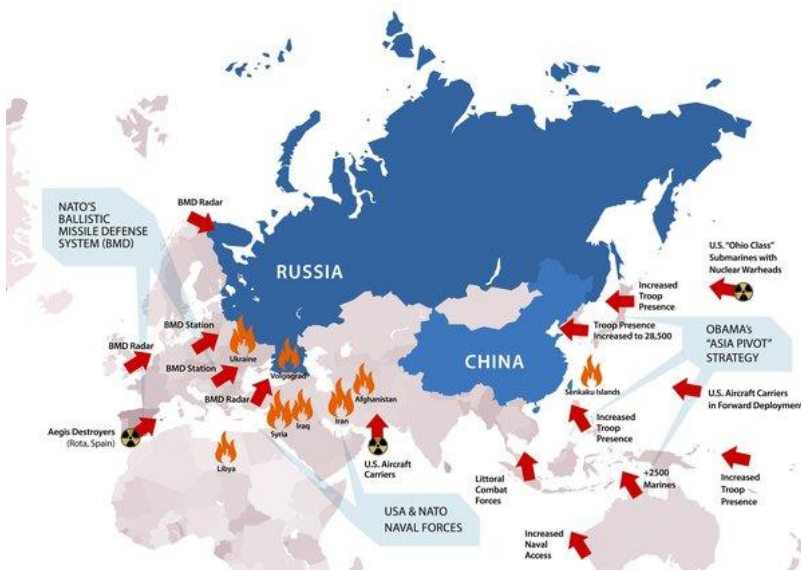 NATO's
BALLISTIC
MISSILE DEFENSE
SYSTEM (BMD)
BMD Radar
RUSSIA
U.S. "Ohio Class"
Submarines with
Nuclear Warheads
Increased
Troop
Presence
BMD Station
Ukraine
Troop Presence
Increased to 28,500
OBAMA's
"ASIA PIVOT"
STRATEGY
BMD Radar
BMD Station
Volgograd
CHINA
Senkaku Islands
BMD Radar
Afghanistan
U.S. Aircraft Carriers
in Forward Deployment
Iran
Iraq
Syria
Increased
Troop
Presence
Aegis Destroyers
(Rota, Spain)
Libya
U.S. Aircraft
Carriers
Littoral
Combat
Forces
+2500
Marines
Increased
Troop
Presence
USA & NATO
NAVAL FORCES
Increased
Naval
Access